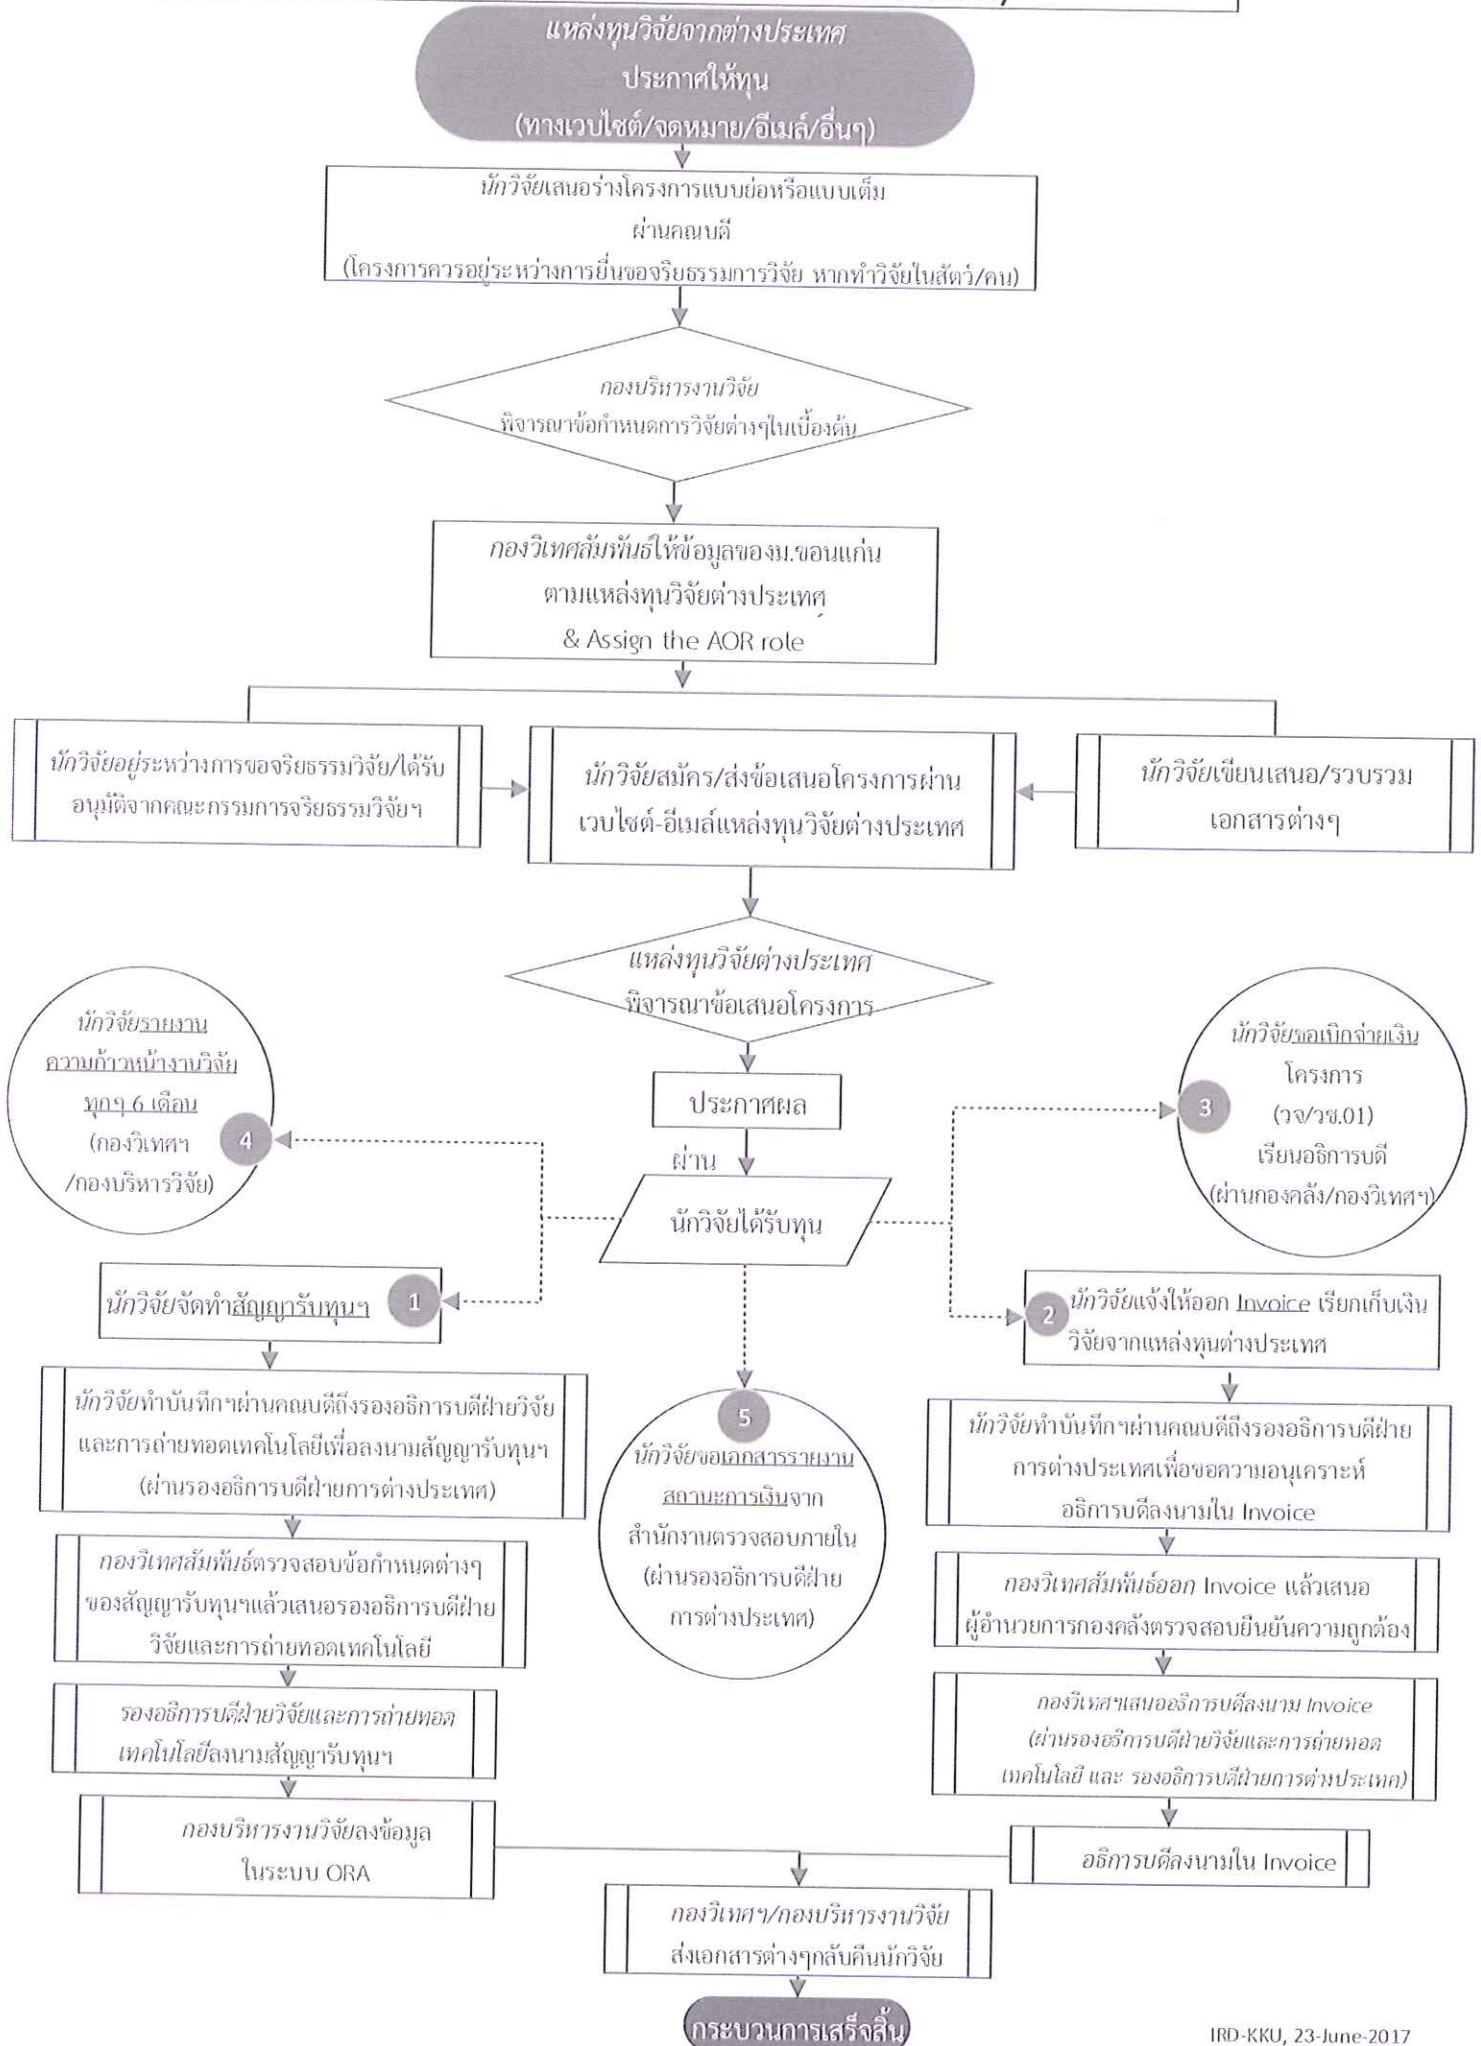 แหล่งทุนวิจัยจากต่างประเทศ
ประกาศให้ทุน
(ทางเวบไซต์/จดหมาย/อีเมล์/อื่นๆ)
นักวิจัยเสนอร่างโครงการแบบย่อหรือแบบเต็ม
ผ่านคณบดี
(โครงการควรอยู่ระหว่างการยื่นขอจริยธรรมการวิจัย หากทำวิจัยในสัตว์/คน)
กองบริหารงานวิจัย
พิจารณาข้อกำหนดการวิจัยต่างๆในเบื้องต้น
กองวิเทศสัมพันธ์ให้ข้อมูลของม.ขอนแก่น
ตามแหล่งทุนวิจัยต่างประเทศ
& Assign the AOR role
นักวิจัยอยู่ระหว่างการขอจริยธรรมวิจัย/ได้รับ
อนุมัติจากคณะกรรมการจริยธรรมวิจัยฯ
นักวิจัยสมัคร/ส่งข้อเสนอโครงการผ่าน
เวบไซต์-อีเมล์แหล่งทุนวิจัยต่างประเทศ
นักวิจัยเขียนเสนอ/รวบรวม
เอกสารต่างๆ
แหล่งทุนวิจัยต่างประเทศ
พิจารณาข้อเสนอโครงการ
ประกาศผล
ผ่าน
นักวิจัยได้รับทุน
นักวิจัยรายงาน
ความก้าวหน้างานวิจัย
ทุกๆ 6 เดือน
(กองวิเทศฯ
/กองบริหารวิจัย)
4
นักวิจัยขอเบิกจ่ายเงิน
โครงการ
(วจ/วช.01)
เรียนอธิการบดี
(ผ่านกองคลัง/กองวิเทศฯ)
3
นักวิจัยจัดทำสัญญารับทุนฯ
1
นักวิจัยทำบันทึกฯผ่านคณบดีถึงรองอธิการบดีฝ่ายวิจัย
และการถ่ายทอดเทคโนโลยีเพื่อลงนามสัญญารับทุนฯ
(ผ่านรองอธิการบดีฝ่ายการต่างประเทศ)
กองวิเทศสัมพันธ์ตรวจสอบข้อกำหนดต่างๆ
ของสัญญารับทุนฯแล้วเสนอรองอธิการบดีฝ่าย
วิจัยและการถ่ายทอดเทคโนโลยี
รองอธิการบดีฝ่ายวิจัยและการถ่ายทอด
เทคโนโลยีลงนามสัญญารับทุนฯ
กองบริหารงานวิจัยลงข้อมูล
ในระบบ ORA
5
นักวิจัยขอเอกสารรายงาน
สถานะการเงินจาก
สำนักงานตรวจสอบภายใน
(ผ่านรองอธิการบดีฝ่าย
การต่างประเทศ)
2
นักวิจัยแจ้งให้ออก Invoice เรียกเก็บเงิน
วิจัยจากแหล่งทุนต่างประเทศ
นักวิจัยทำบันทึกฯผ่านคณบดีถึงรองอธิการบดีฝ่าย
การต่างประเทศเพื่อขอความอนุเคราะห์
อธิการบดีลงนามใน Invoice
กองวิเทศสัมพันธ์ออก Invoice แล้วเสนอ
ผู้อำนวยการกองคลังตรวจสอบยืนยันความถูกต้อง
กองวิเทศฯเสนออธิการบดีลงนาม Invoice
(ผ่านรองอธิการบดีฝ่ายวิจัยและการถ่ายทอด
เทคโนโลยี และ รองอธิการบดีฝ่ายการต่างประเทศ)
อธิการบดีลงนามใน Invoice
กองวิเทศฯ/กองบริหารงานวิจัย
ส่งเอกสารต่างๆกลับคืนนักวิจัย
กระบวนการเสร็จสิ้น
IRD-KKU, 23-June-2017